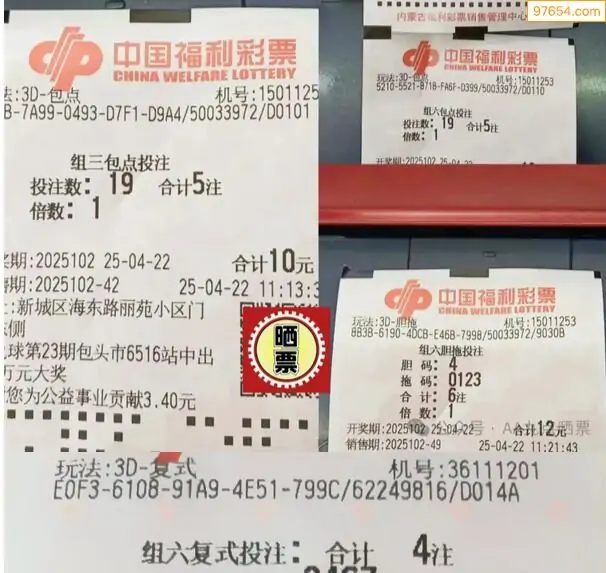 97654.com
中国福利彩票
CHINA WELFARE LOTTERY
法:3D-包点 机号:15011253
B-7A99-0493-D7F1-D9A4/50033972/D0101
组三包点投注
投注数: 19 合计5注
倍数: 1
奖期:2025102 25-04-22 合计10元
售期:2025102-42 25-04-22 11:13:3
:新城区海东路丽苑小区门
侧
球第23期包头市6516站中出
万元大奖
您为公益事业贡献3.40元
内蒙古福利彩票销售管理中心
中国福利彩票
CHINA WELFARE LOTTERY
玩法:3D-包点 机号:15011253
5210-5521-B71B-FA6F-D399/50033972/D0110
组六包点投注
投注数: 19 合计5注
倍数: 1
开奖期:2025102 25-04-22
晒票
中国福利彩票
CHINA WELFARE LOTTERY
玩法:3D-胆拖 机号:15011253
8B3B-6190-4DCB-E46B-7998/50033972/9030B
组六胆拖投注
胆 码: 4
拖 码: 0123
合 计: 6注
倍 数: 1
开奖期:2025102 25-04-22 合计12元
销售期:2025102-49 25-04-22 11:21:43
玩法:3D-复式 机号:36111201
E0F3-610B-91A9-4E51-799C/62249816/D014A
组六复式投注: 合计 4注